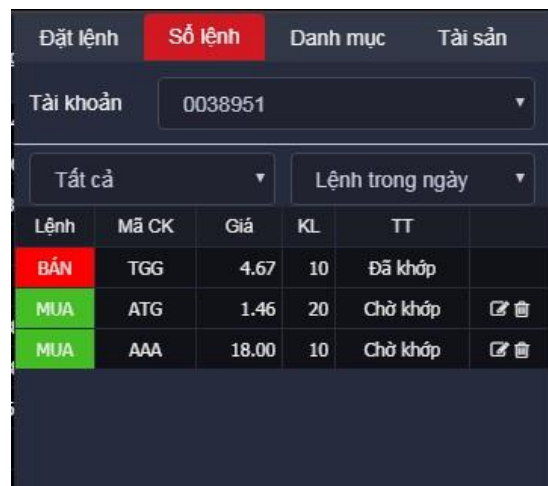 Đặt lệnh Sổ lệnh Danh mục Tài sản
Tài khoản 0038951
Tất cả Lệnh trong ngày
Lệnh Mã CK Giá KL TT
BÁN TGG 4.67 10 Đã khớp
MUA ATG 1.46 20 Chờ khớp
MUA AAA 18.00 10 Chờ khớp